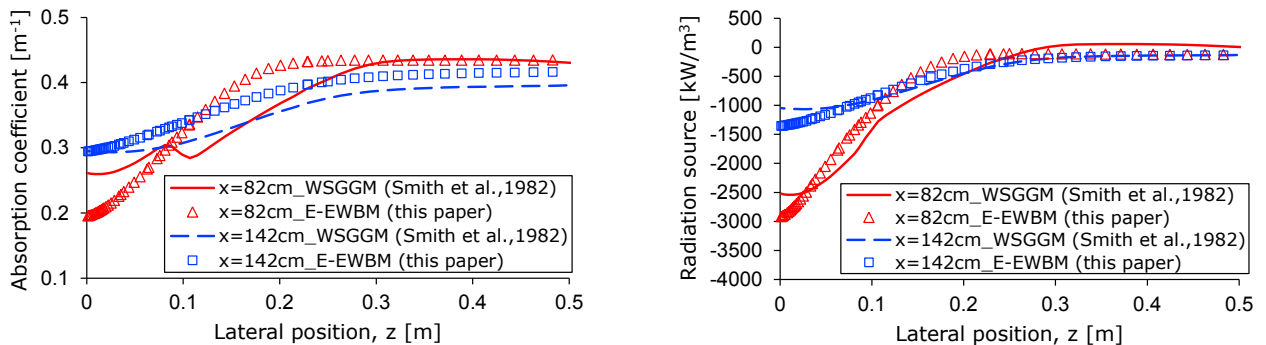 Absorption coefficient [m-1]
0.5
0.4
0.3
0.2
0.1
x=82cm_WSGGM (Smith et al.,1982)
x=82cm_E-EWBM (this paper)
x=142cm_WSGGM (Smith et al.,1982)
x=142cm_E-EWBM (this paper)
0 0.1 0.2 0.3 0.4 0.5
Lateral position, z [m]
Radiation source [kW/m3]
500
0
-500
-1000
-1500
-2000
-2500
-3000
-3500
-4000
x=82cm_WSGGM (Smith et al.,1982)
x=82cm_E-EWBM (this paper)
x=142cm_WSGGM (Smith et al.,1982)
x=142cm_E-EWBM (this paper)
0 0.1 0.2 0.3 0.4 0.5
Lateral position, z [m]